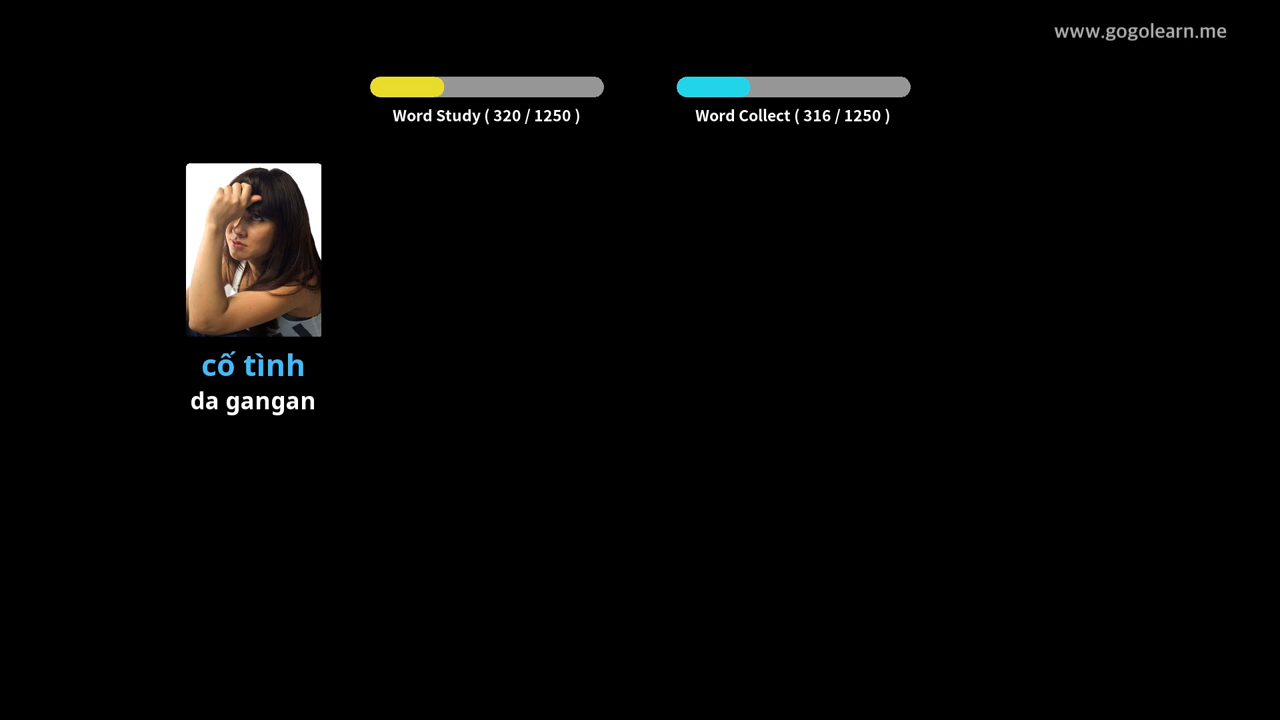 www.gogolearn.me
Word Study ( 320 / 1250 )
Word Collect ( 316 / 1250 )
cố tình
da gangan